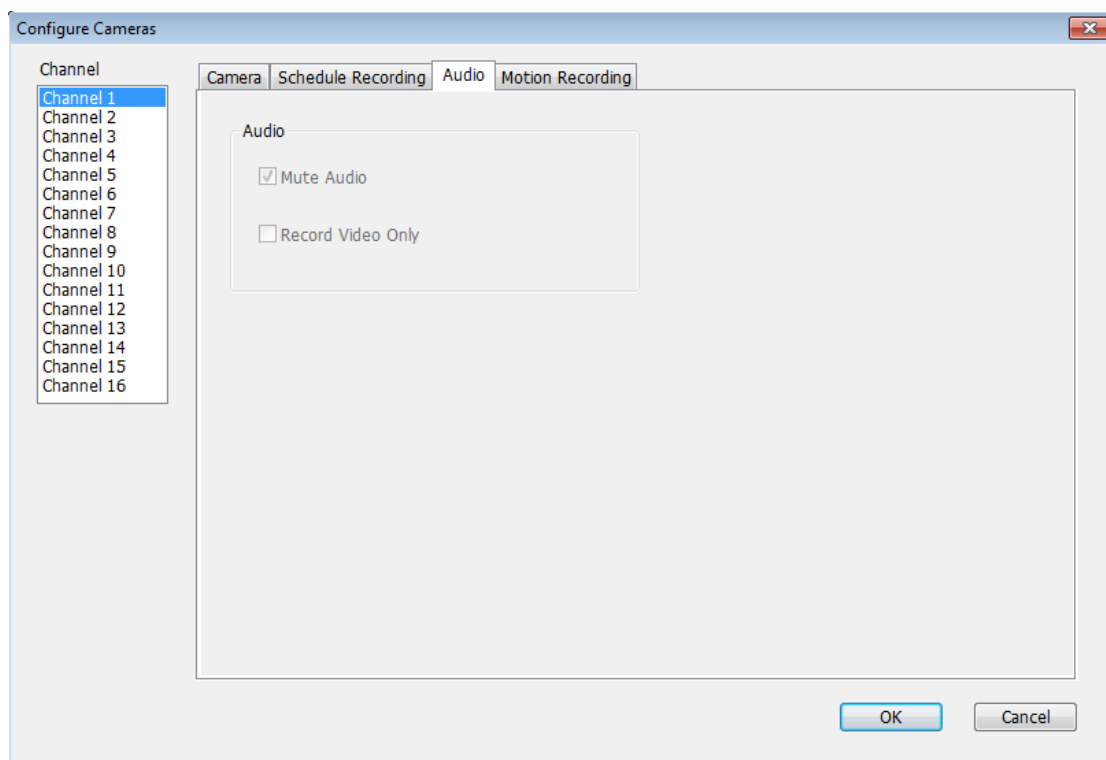 Configure Cameras
Channel
Channel 1
Channel 2
Channel 3
Channel 4
Channel 5
Channel 6
Channel 7
Channel 8
Channel 9
Channel 10
Channel 11
Channel 12
Channel 13
Channel 14
Channel 15
Channel 16
Camera Schedule Recording Audio Motion Recording
Audio
Mute Audio
Record Video Only
OK Cancel